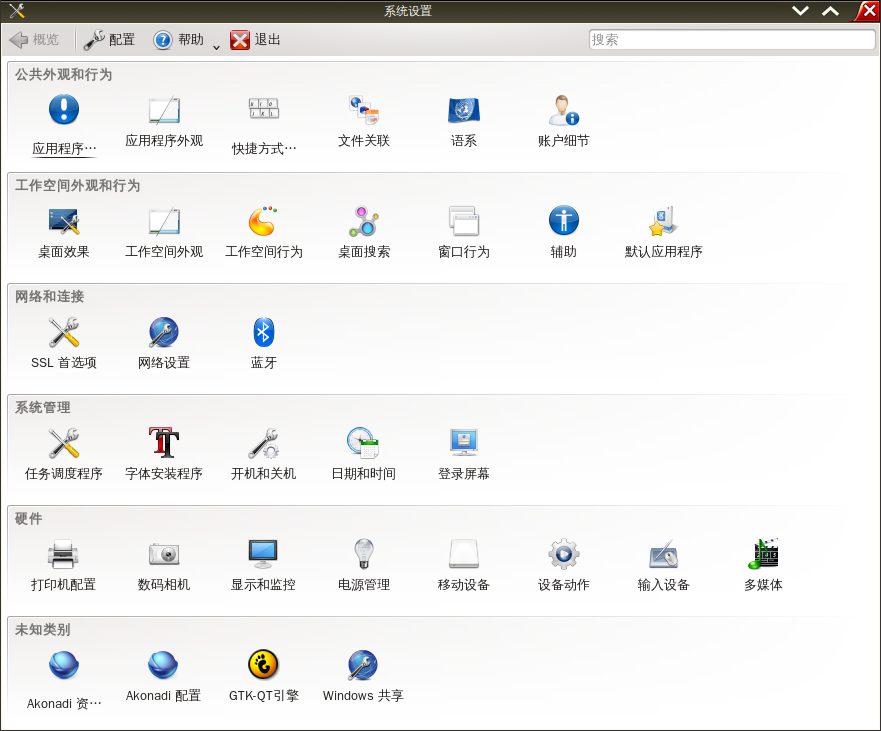 系统设置
概览 配置 帮助 退出 搜索
公共外观和行为
应用程序… 应用程序外观 快捷方式… 文件关联 语系 账户细节
工作空间外观和行为
桌面效果 工作空间外观 工作空间行为 桌面搜索 窗口行为 辅助 默认应用程序
网络和连接
SSL 首选项 网络设置 蓝牙
系统管理
任务调度程序 字体安装程序 开机和关机 日期和时间 登录屏幕
硬件
打印机配置 数码相机 显示和监控 电源管理 移动设备 设备动作 输入设备 多媒体
未知类别
Akonadi 资… Akonadi 配置 GTK-QT引擎 Windows 共享